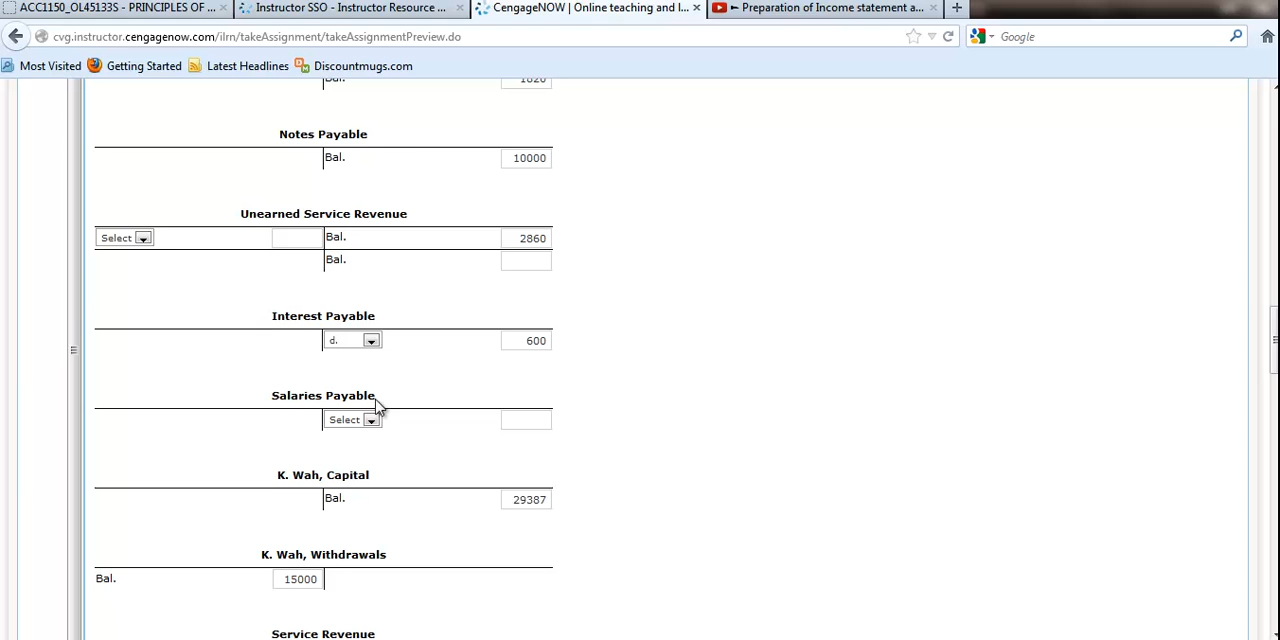 ACC1150_OL45133S - PRINCIPLES OF ... × Instructor SSO - Instructor Resource ... × CengageNOW | Online teaching and l... × ► Preparation of Income statement a... × +
cvg.instructor.cengagenow.com/ilrn/takeAssignment/takeAssignmentPreview.do Google
Most Visited Getting Started Latest Headlines Discountmugs.com
Bal. 1820
Notes Payable
Bal. 10000
Unearned Service Revenue
Select Bal. 2860
Bal.
Interest Payable
d. 600
Salaries Payable
Select
K. Wah, Capital
Bal. 29387
K. Wah, Withdrawals
Bal. 15000
Service Revenue